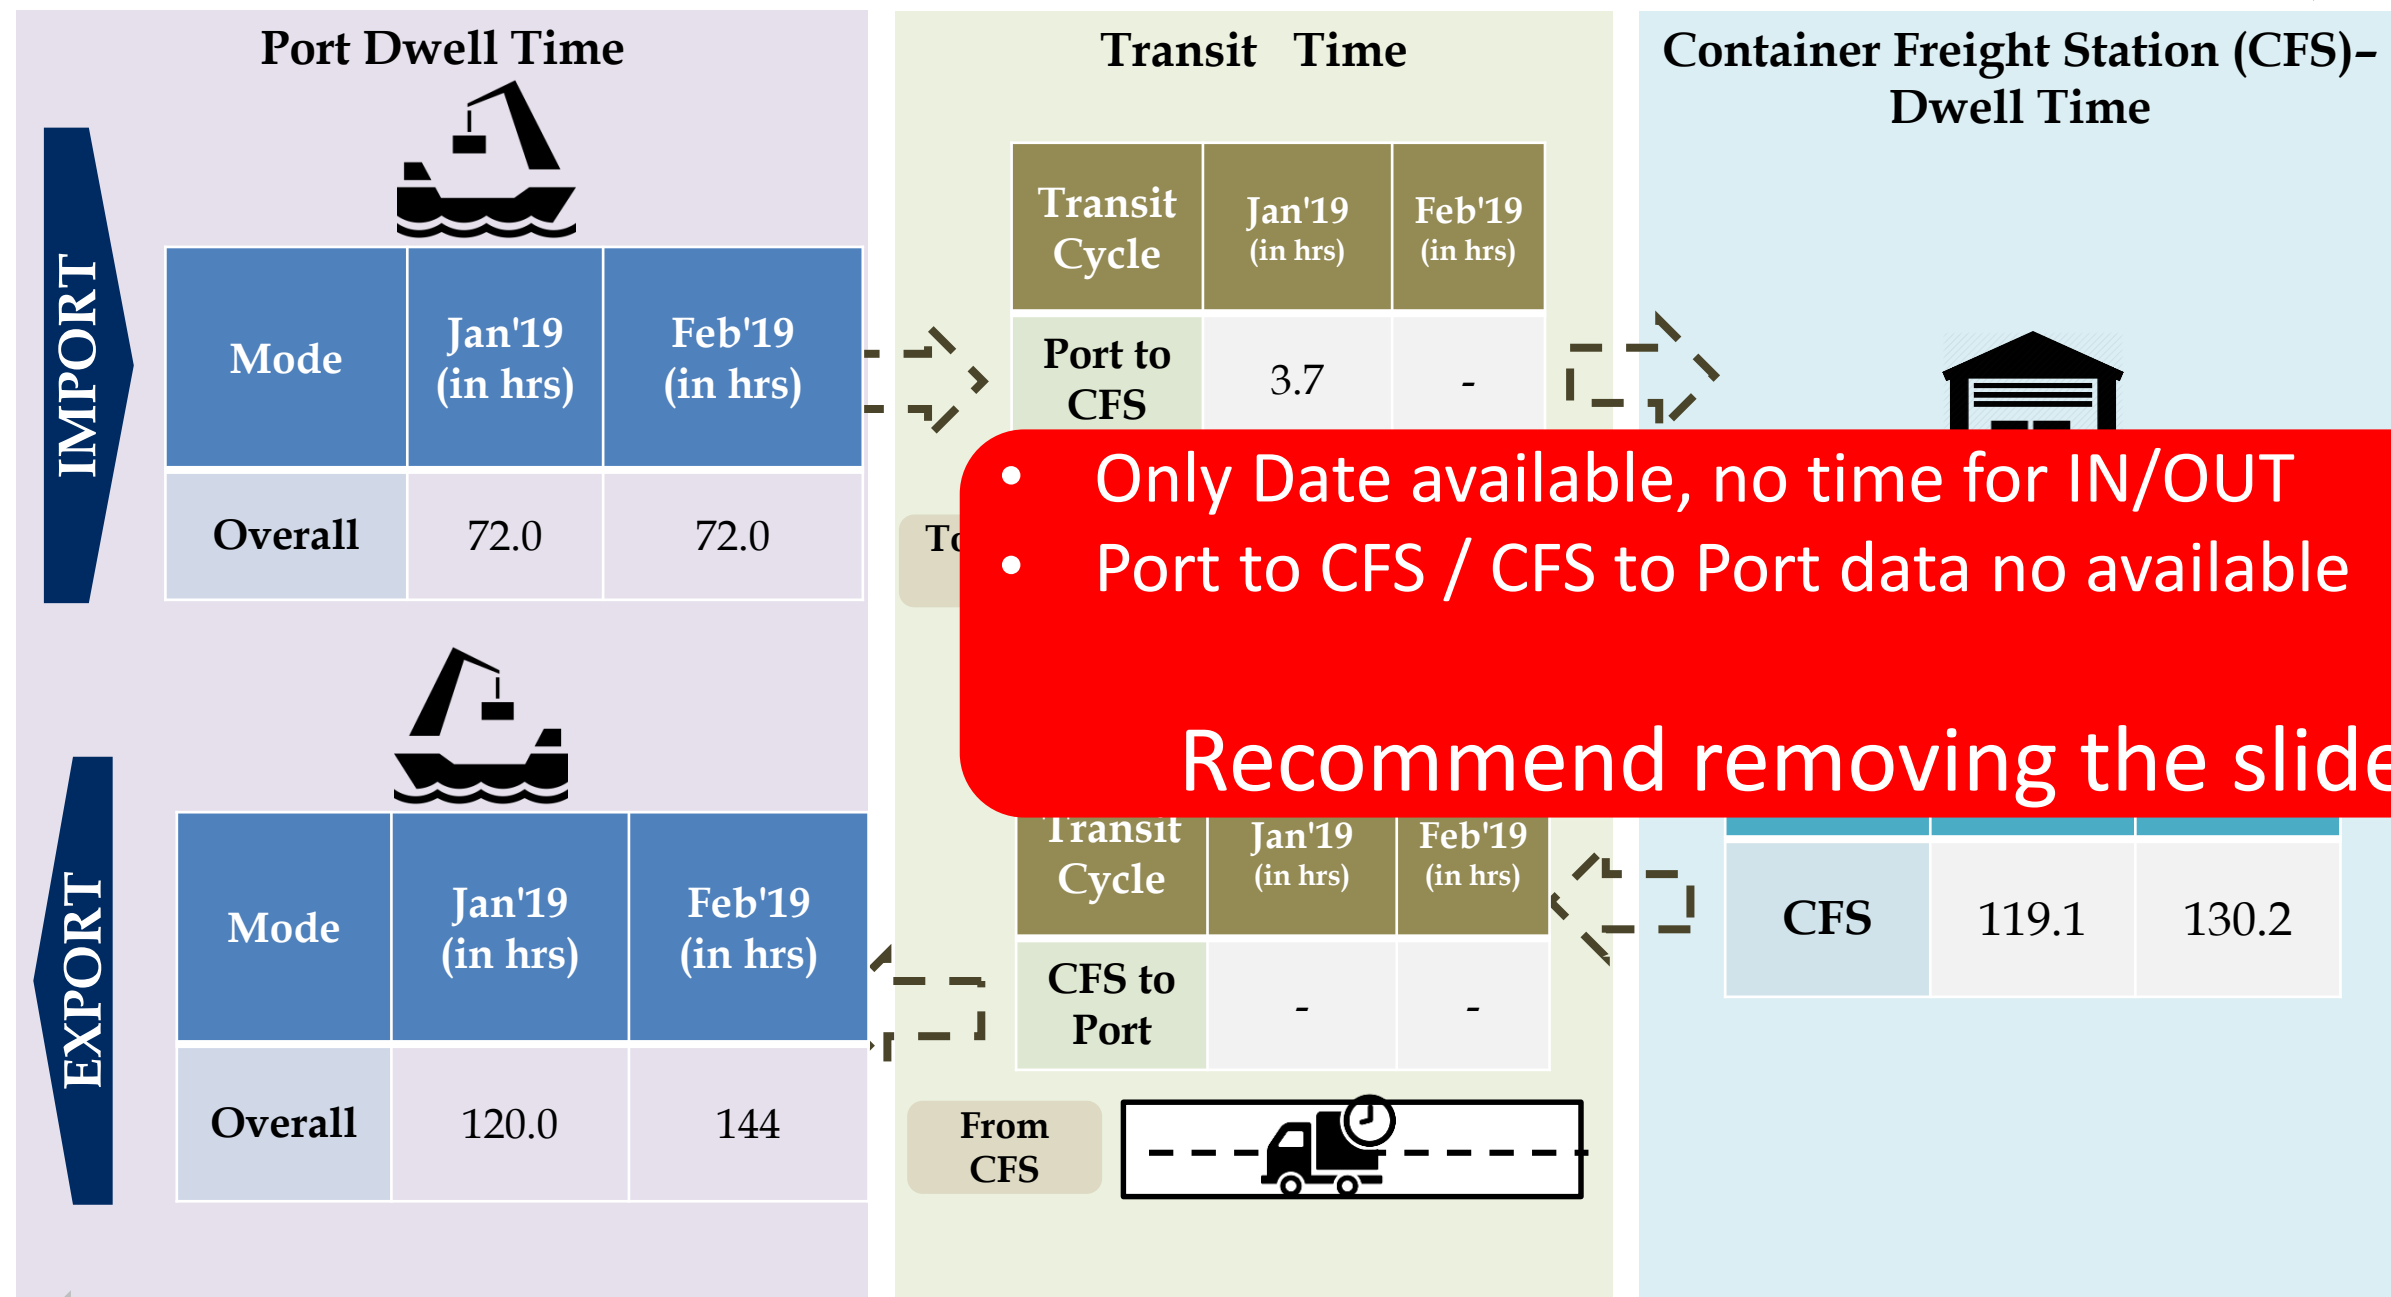 Port Dwell Time
Transit Time
Container Freight Station (CFS)–
Dwell Time
IMPORT
Mode
Jan'19
(in hrs)
Feb'19
(in hrs)
Overall
72.0
72.0
Transit
Cycle
Jan'19
(in hrs)
Feb'19
(in hrs)
Port to
CFS
3.7
-
• Only Date available, no time for IN/OUT
• Port to CFS / CFS to Port data no available
Recommend removing the slide
EXPORT
Mode
Jan'19
(in hrs)
Feb'19
(in hrs)
Overall
120.0
144
Transit
Cycle
Jan'19
(in hrs)
Feb'19
(in hrs)
CFS to
Port
-
-
From
CFS
CFS
119.1
130.2